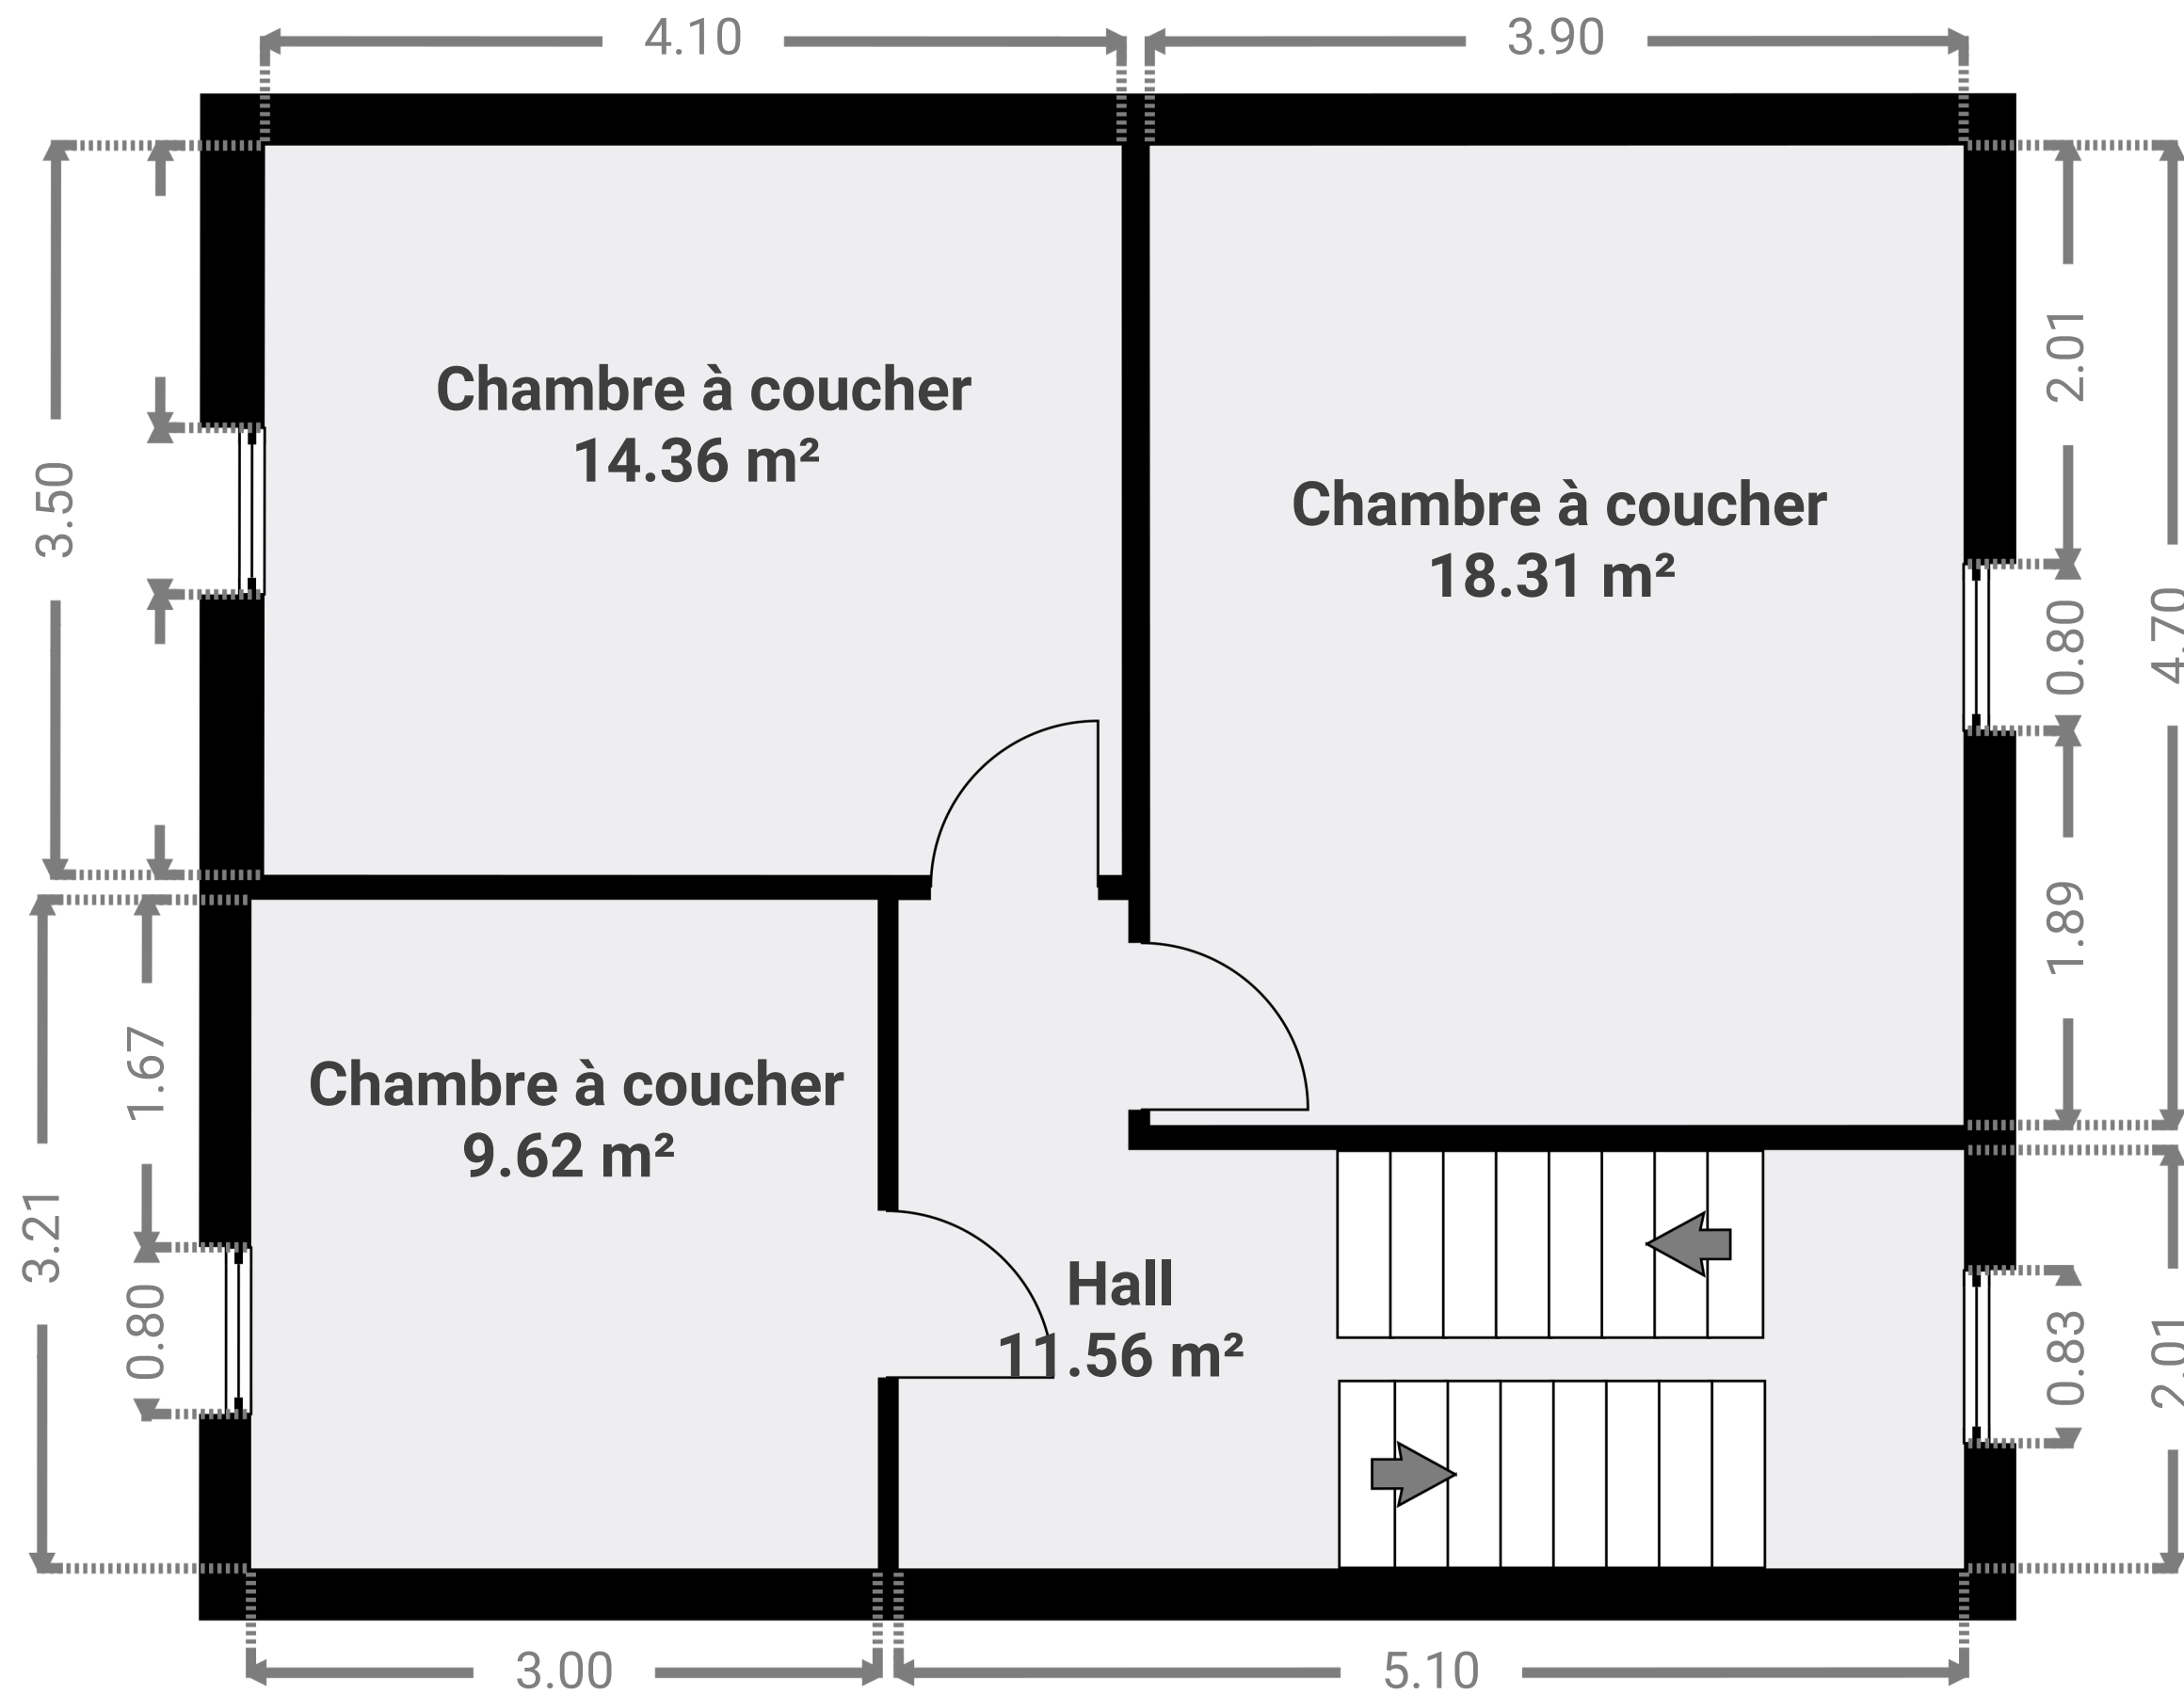 4.10
3.90
3.50
2.01
Chambre à coucher
14.36 m²
Chambre à coucher
18.31 m²
0.80
4.70
1.89
1.67
Chambre à coucher
9.62 m²
3.21
0.80
Hall
11.56 m²
0.83
2.01
3.00
5.10